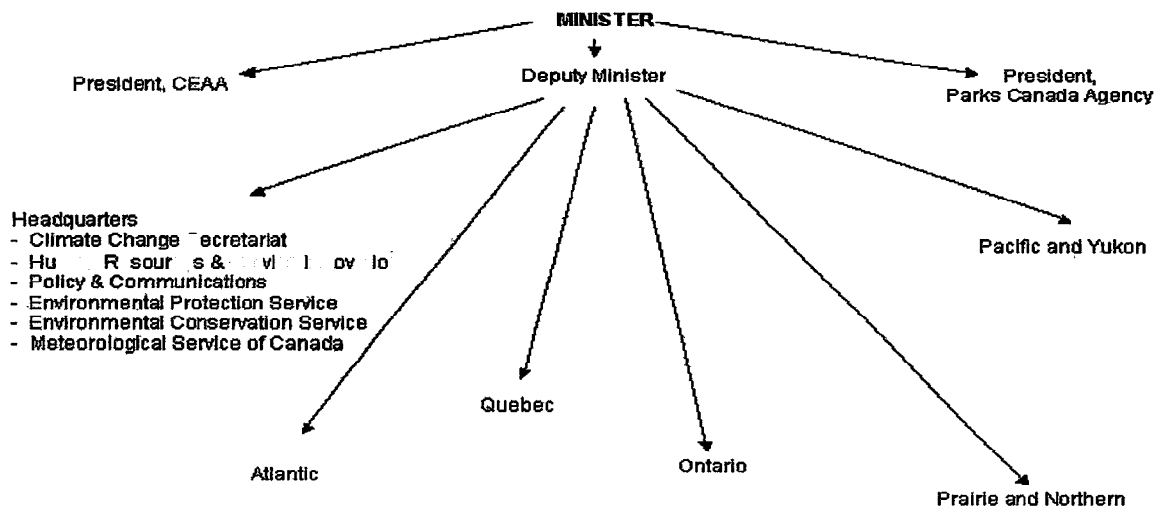 MINISTER
President, CEAA
Deputy Minister
President,
Parks Canada Agency
Headquarters
- Climate Change
-
- Policy & Communications
- Environmental Protection Service
- Environmental Conservation Service
- Meteorological Service of Canada
Pacific and Yukon
Quebec
Atlantic
Ontario
Prairie and Northern